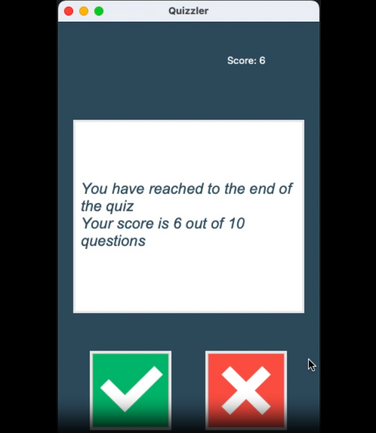 Quizzler
Score: 6
You have reached to the end of
the quiz
Your score is 6 out of 10
questions